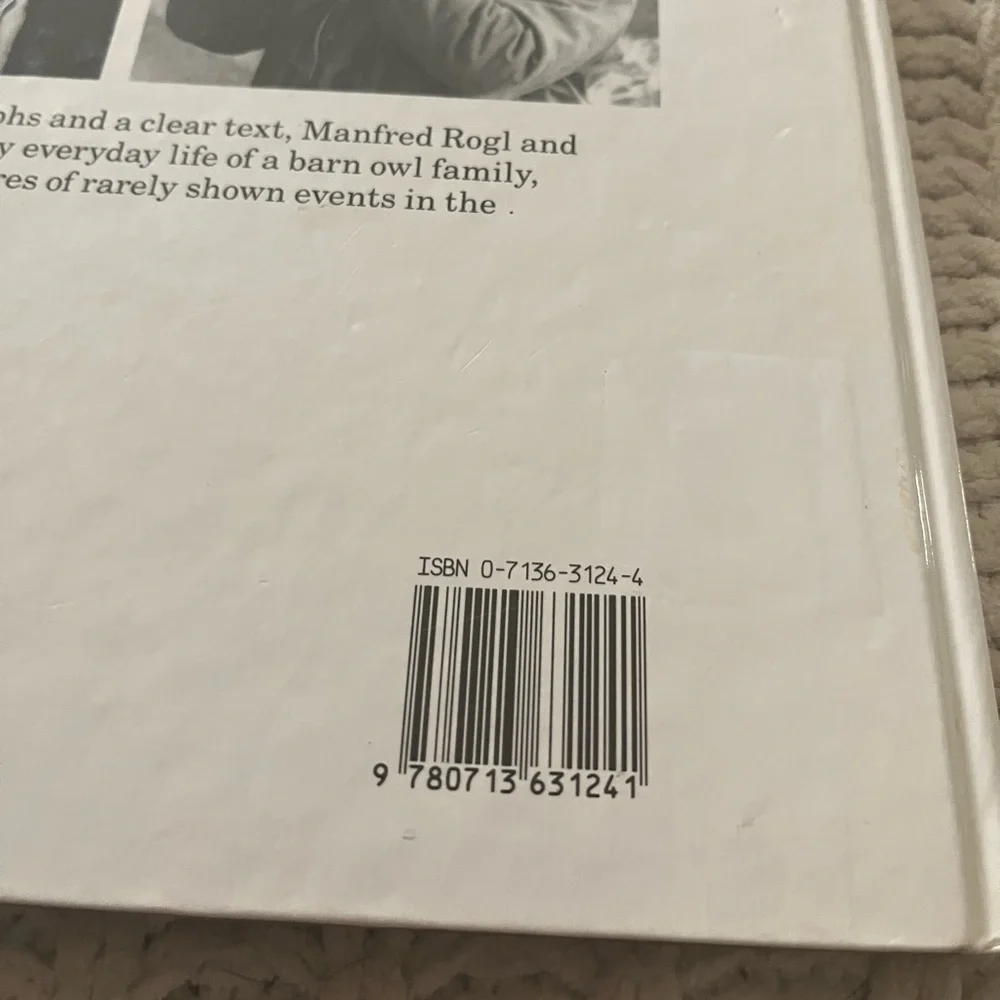 phs and a clear text, Manfred Rogl and
y everyday life of a barn owl family,
res of rarely shown events in the .
ISBN 0-7136-3124-4
9 780713 631241